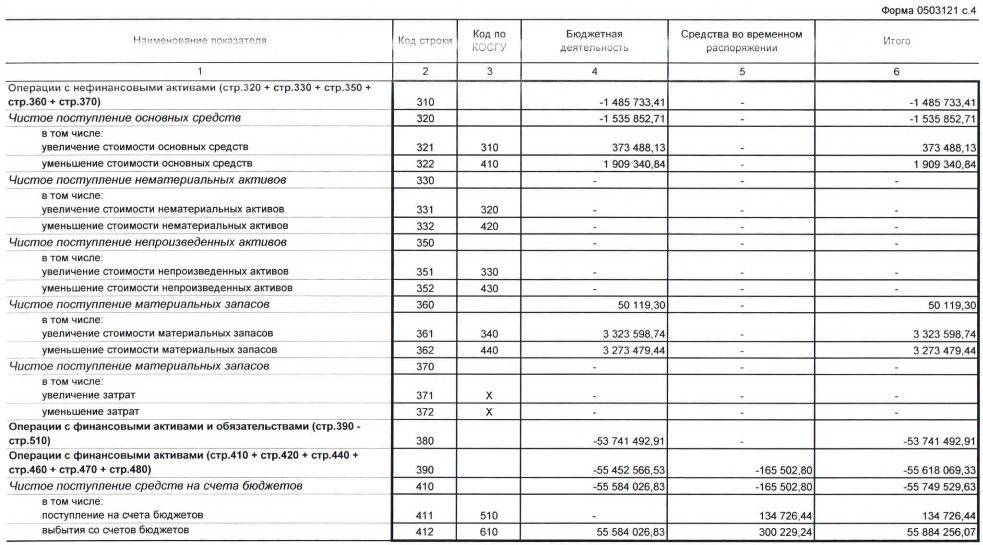 Форма 0503121 с.4
Наименование показателя Код строки Код по КОСГУ Бюджетная деятельность Средства во временном распоряжении Итого
1 2 3 4 5 6
Операции с нефинансовыми активами (стр.320 + стр.330 + стр.350 +
стр.360 + стр.370) 310 -1 485 733,41 - -1 485 733,41
Чистое поступление основных средств 320 -1 535 852,71 - -1 535 852,71
в том числе:
увеличение стоимости основных средств 321 310 373 488,13 - 373 488,13
уменьшение стоимости основных средств 322 410 1 909 340,84 - 1 909 340,84
Чистое поступление нематериальных активов 330 - - -
в том числе:
увеличение стоимости нематериальных активов 331 320 - - -
уменьшение стоимости нематериальных активов 332 420 - - -
Чистое поступление непроизведенных активов 350 - - -
в том числе:
увеличение стоимости непроизведенных активов 351 330 - - -
уменьшение стоимости непроизведенных активов 352 430 - - -
Чистое поступление материальных запасов 360 50 119,30 - 50 119,30
в том числе:
увеличение стоимости материальных запасов 361 340 3 323 598,74 - 3 323 598,74
уменьшение стоимости материальных запасов 362 440 3 273 479,44 - 3 273 479,44
Чистое поступление материальных запасов 370 - - -
в том числе:
увеличение затрат 371 Х - - -
уменьшение затрат 372 Х - - -
Операции с финансовыми активами и обязательствами (стр.390 -
стр.510) 380 -53 741 492,91 - -53 741 492,91
Операции с финансовыми активами (стр.410 + стр.420 + стр.440 +
стр.460 + стр.470 + стр.480) 390 -55 452 566,53 -165 502,80 -55 618 069,33
Чистое поступление средств на счета бюджетов 410 -55 584 026,83 -165 502,80 -55 749 529,63
в том числе:
поступление на счета бюджетов 411 510 - 134 726,44 134 726,44
выбытия со счетов бюджетов 412 610 55 584 026,83 300 229,24 55 884 256,07